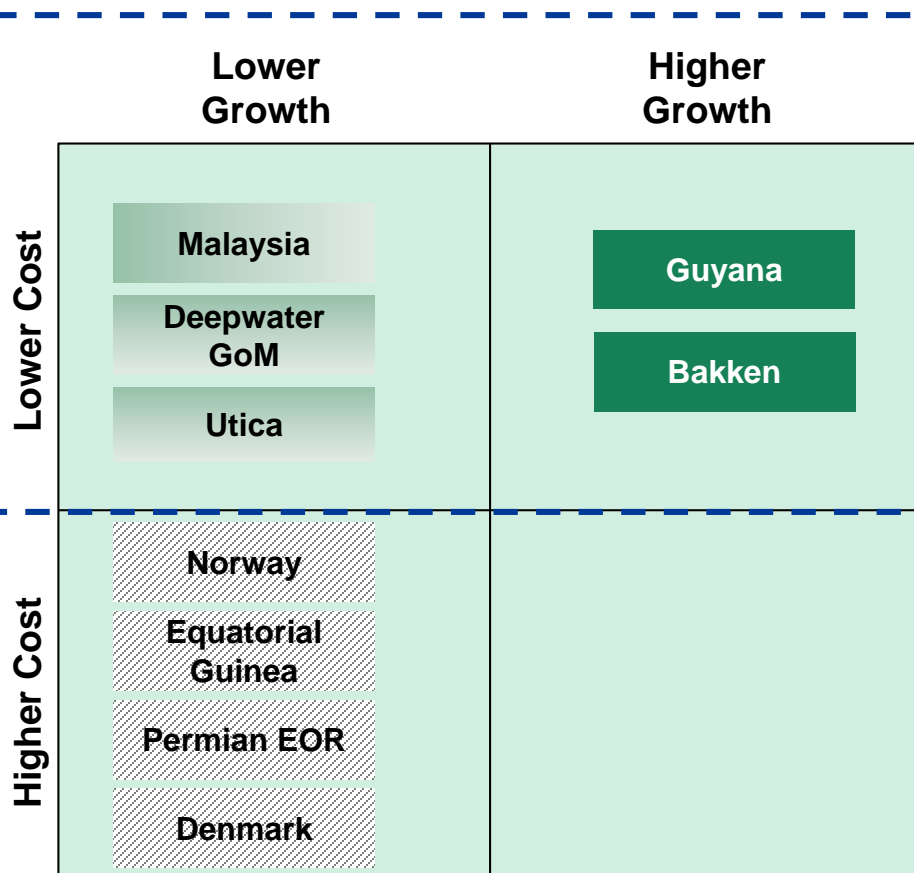 Lower
Growth
Higher
Growth
Lower Cost
Malaysia
Deepwater
GoM
Utica
Guyana
Bakken
Higher Cost
Norway
Equatorial
Guinea
Permian EOR
Denmark